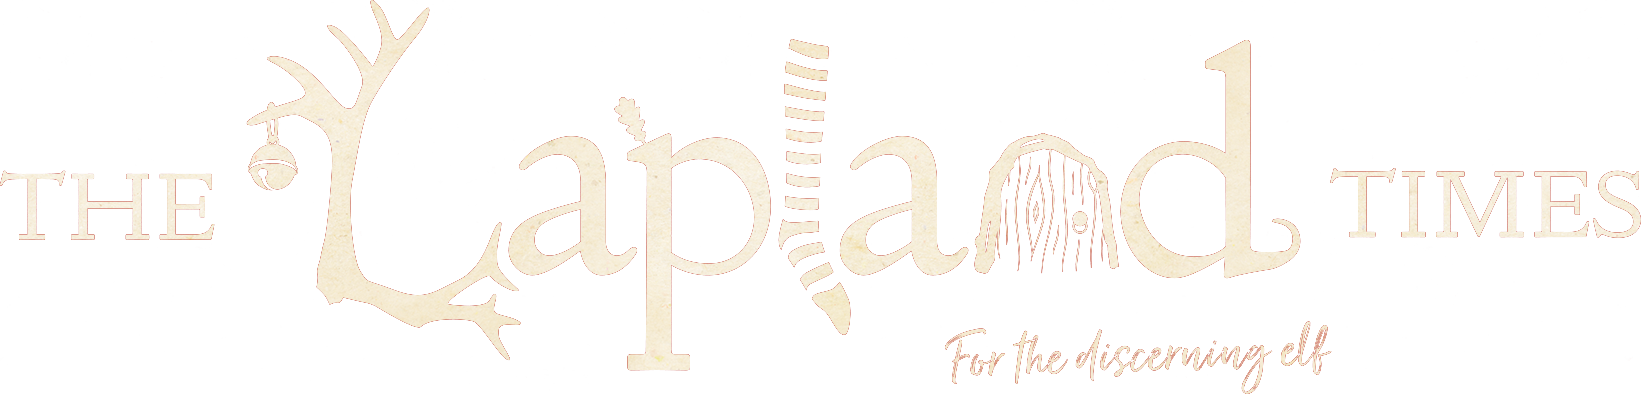 THE Lapland TIMES
For the discerning elf